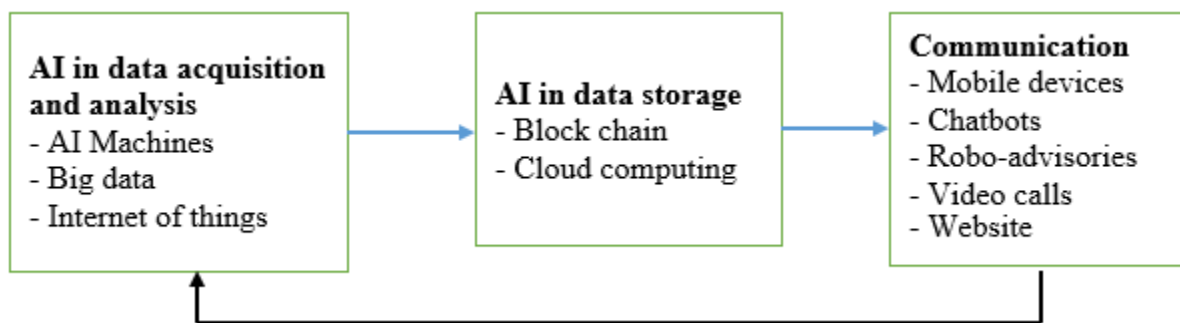 AI in data acquisition
and analysis
- AI Machines
- Big data
- Internet of things
AI in data storage
- Block chain
- Cloud computing
Communication
- Mobile devices
- Chatbots
- Robo-advisories
- Video calls
- Website